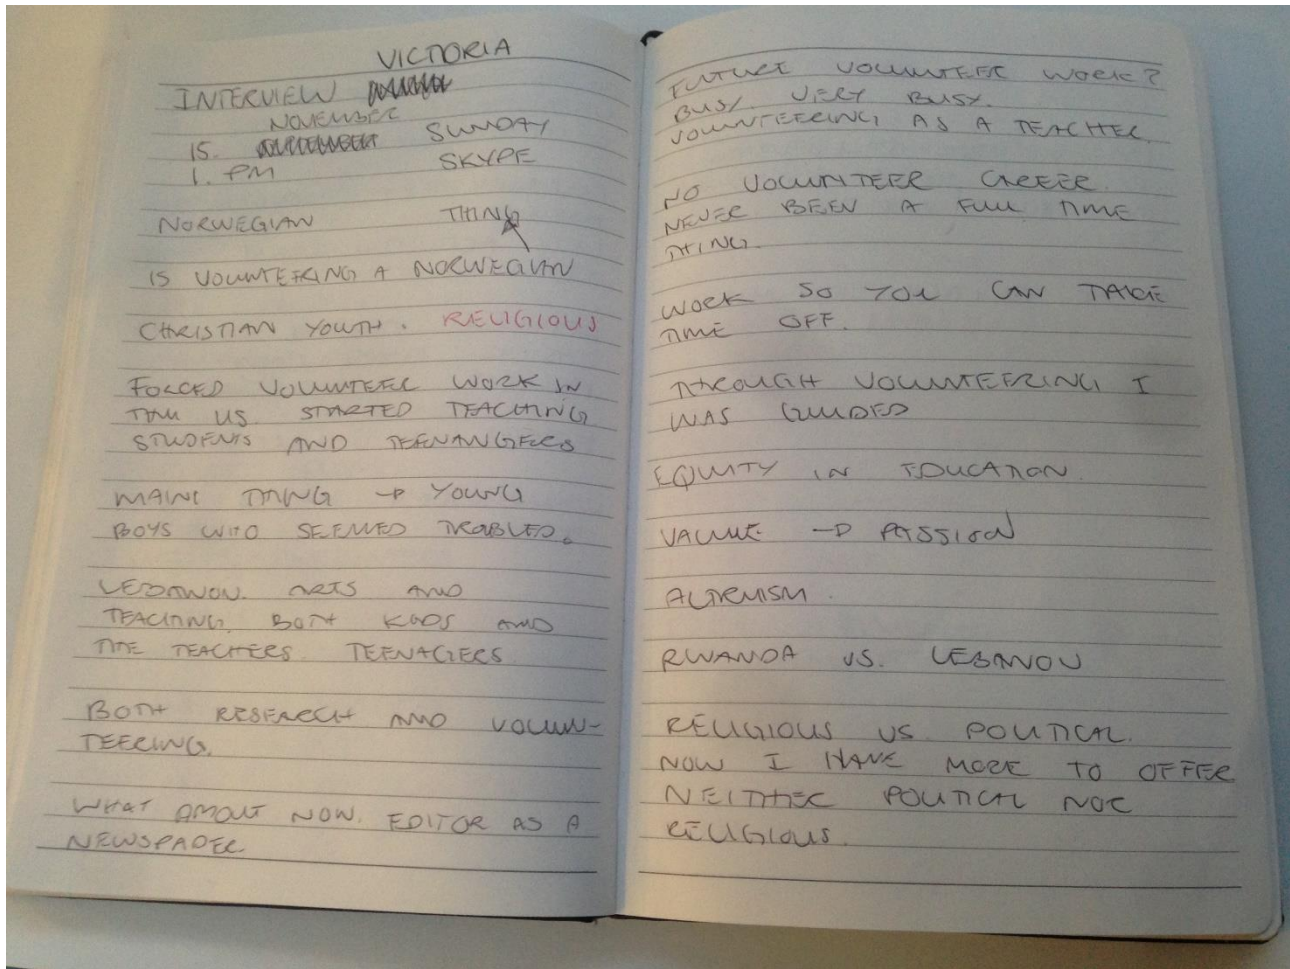 VICTORIA
INTERVIEW
NOVEMBER
15. SUNDAY
1. PM SKYPE
NORWEGIAN THING
IS VOLUNTEERING A NORWEGIAN
CHRISTIAN YOUTH. RELIGIOUS
FORCED VOLUNTEER WORK IN
US STARTED TEACHING
STUDENTS AND TEENANGERS
MAIN THING → YOUNG
BOYS WHO SEEMED TROUBLED.
LEBANON. ARTS AND
TEACHING. BOTH KIDS AND
THE TEACHERS. TEENAGERS
BOTH RESEARCH AND VOLUN-
TEERING.
WHAT ABOUT NOW. EDITOR AS A
NEWSPAPER
FUTURE VOLUNTEER WORK?
BUSY. VERY BUSY.
VOLUNTEERING AS A TEACHER.
NO VOLUNTEER CAREER.
NEVER BEEN A FULL TIME
THING.
WORK SO YOU CAN TAKE
TIME OFF.
THROUGH VOLUNTEERING I
WAS GUIDED
EQUITY IN EDUCATION.
VALUE → PASSION
ALTRUISM.
RWANDA VS. LEBANON
RELIGIOUS VS. POLITICAL.
NOW I HAVE MORE TO OFFER
NEITHER POLITICAL NOR
RELIGIOUS.